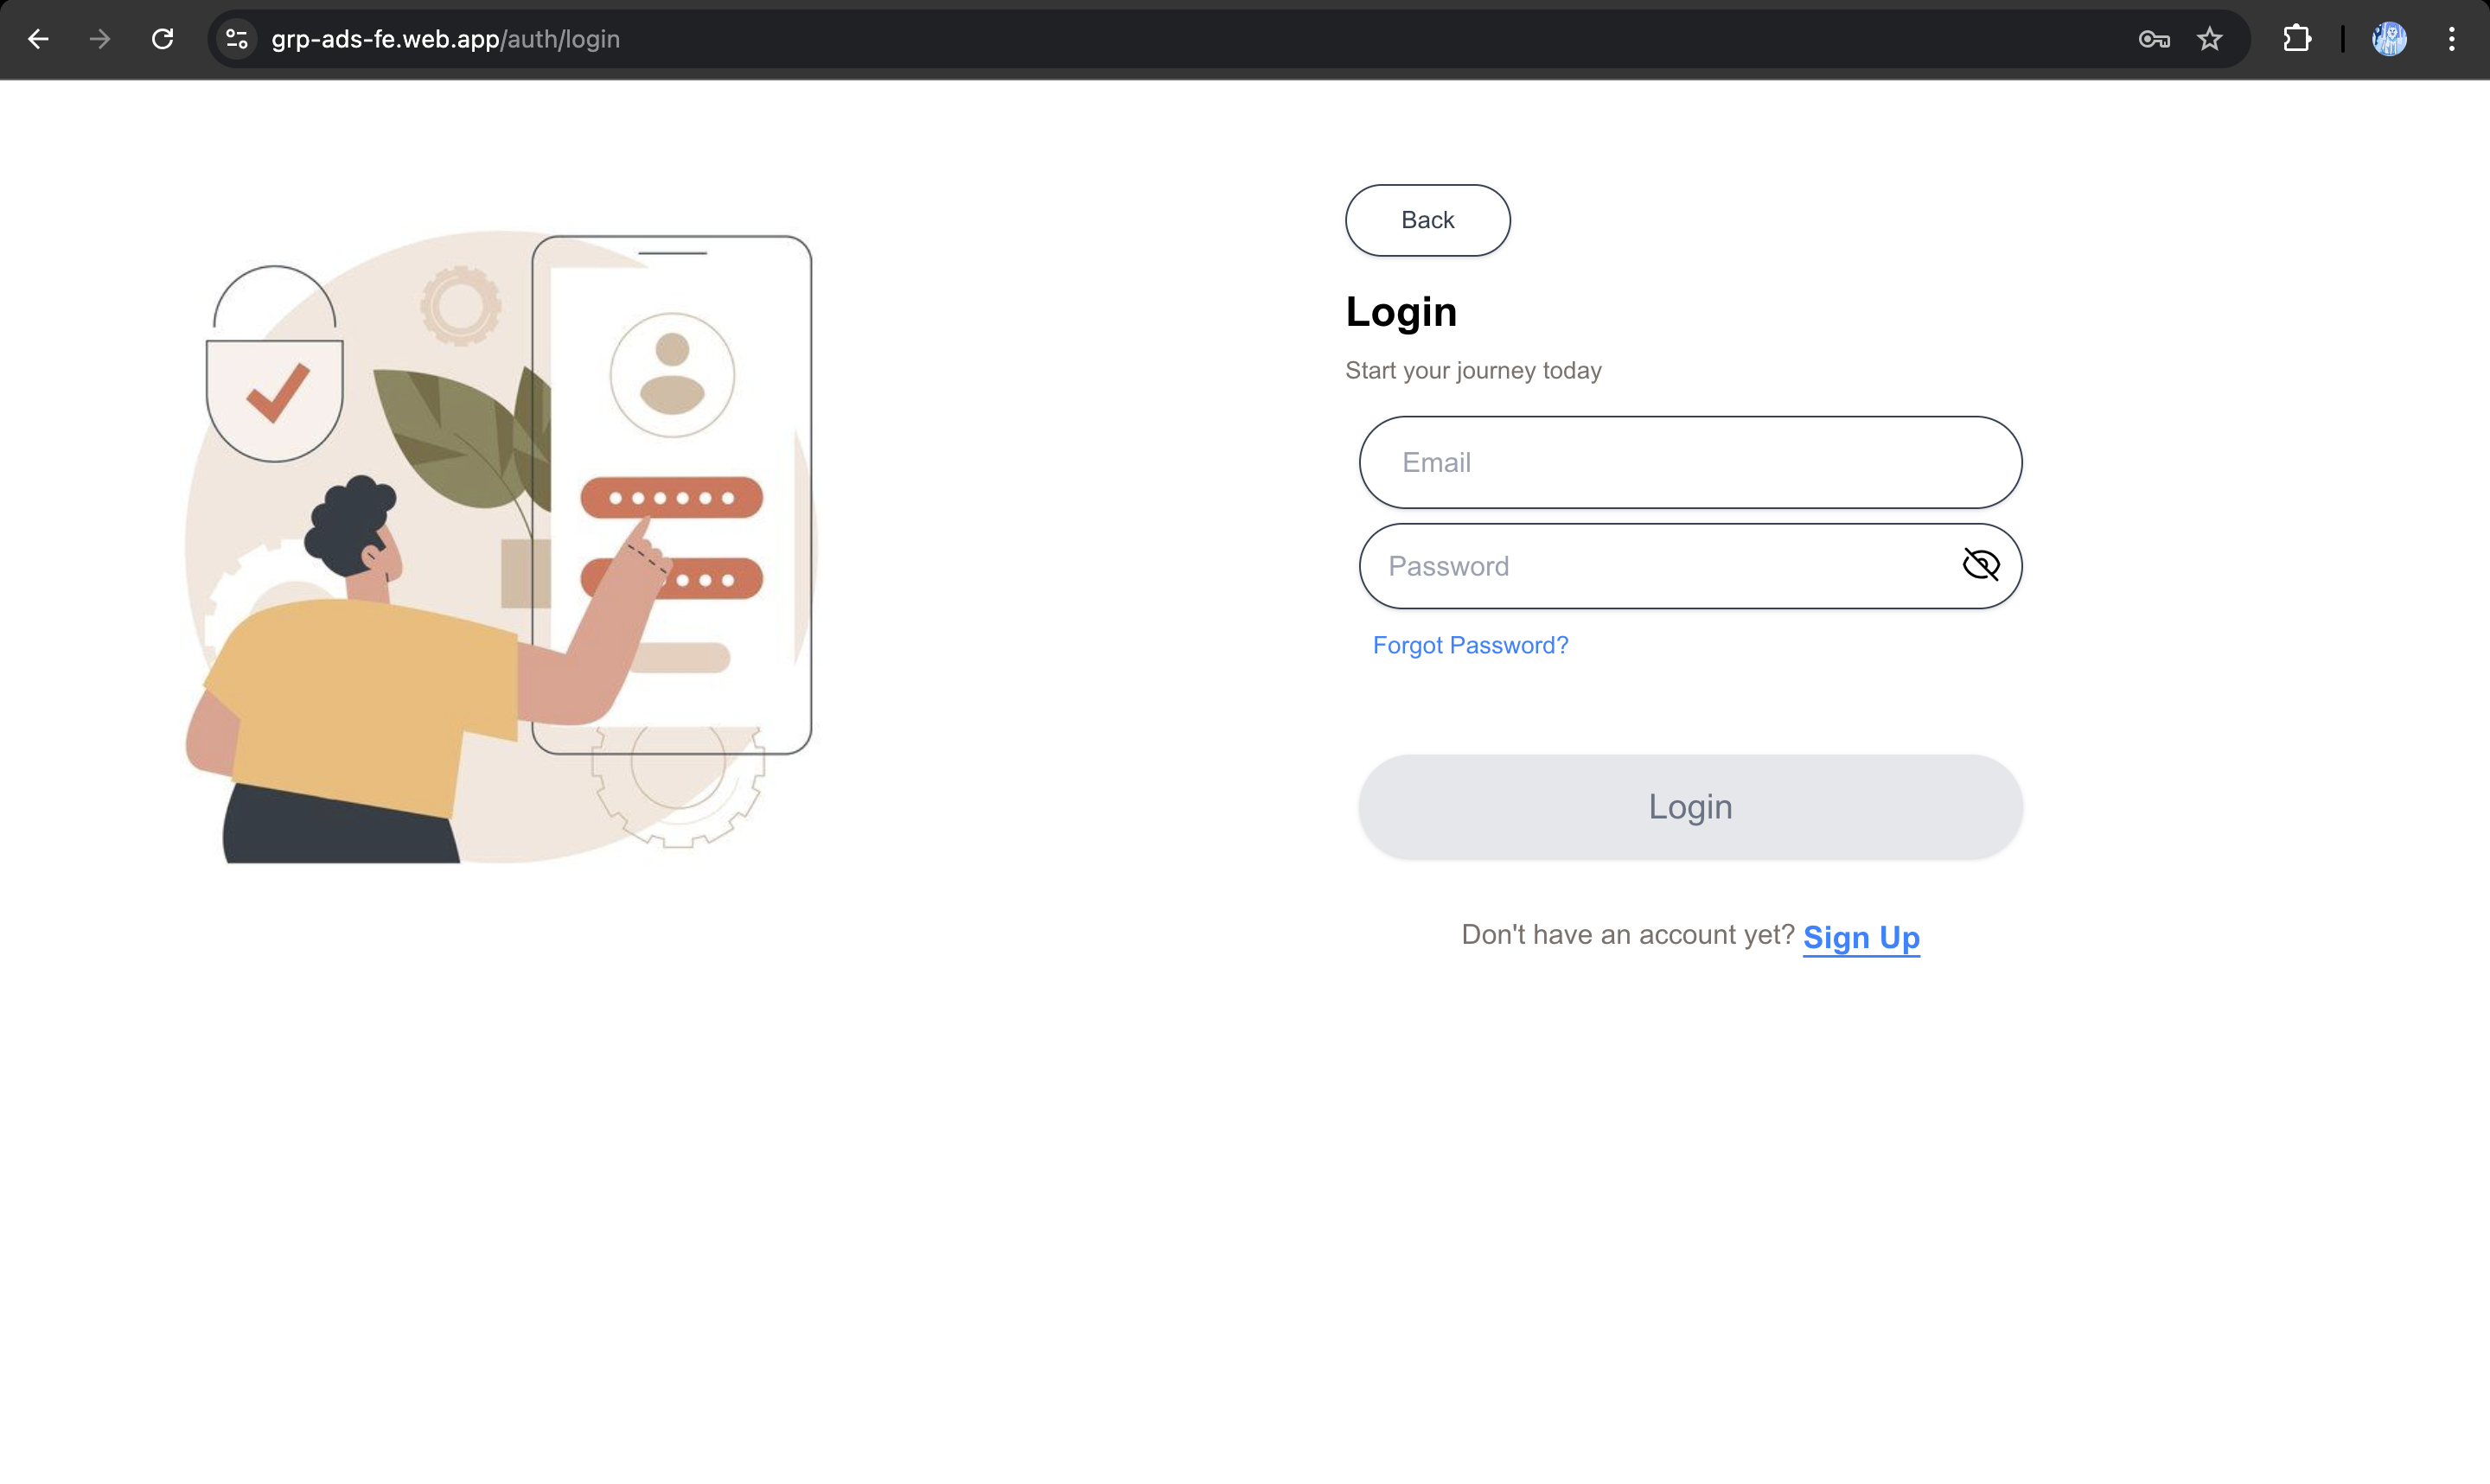 grp-ads-fe.web.app/auth/login
Back
Login
Start your journey today
Email
Password
Forgot Password?
Login
Don't have an account yet? Sign Up